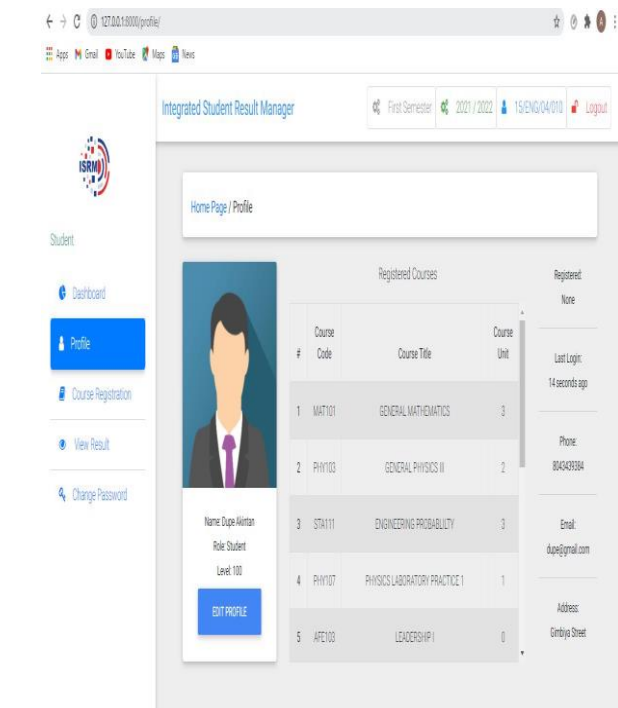 127.0.0.1:8000/profile/
Apps Gmail YouTube Maps News
Integrated Student Result Manager
First Semester 2021 / 2022 15/ENG/04/010 Logout
ISRM
Student
Dashboard
Profile
Course Registration
View Result
Change Password
Home Page / Profile
Name: Dupe Akintan
Role: Student
Level: 100
EDIT PROFILE
Registered Courses
# Course Code Course Title Course Unit
1 MAT101 GENERAL MATHEMATICS 3
2 PHY103 GENERAL PHYSICS III 2
3 STA111 ENGINEERING PROBABLILTY 3
4 PHY107 PHYSICS LABORATORY PRACTICE 1 1
5 AFE103 LEADERSHIP I 0
Registered:
None
Last Login:
14 seconds ago
Phone:
8043439384
Email:
dupe@gmail.com
Address:
Gimbiya Street